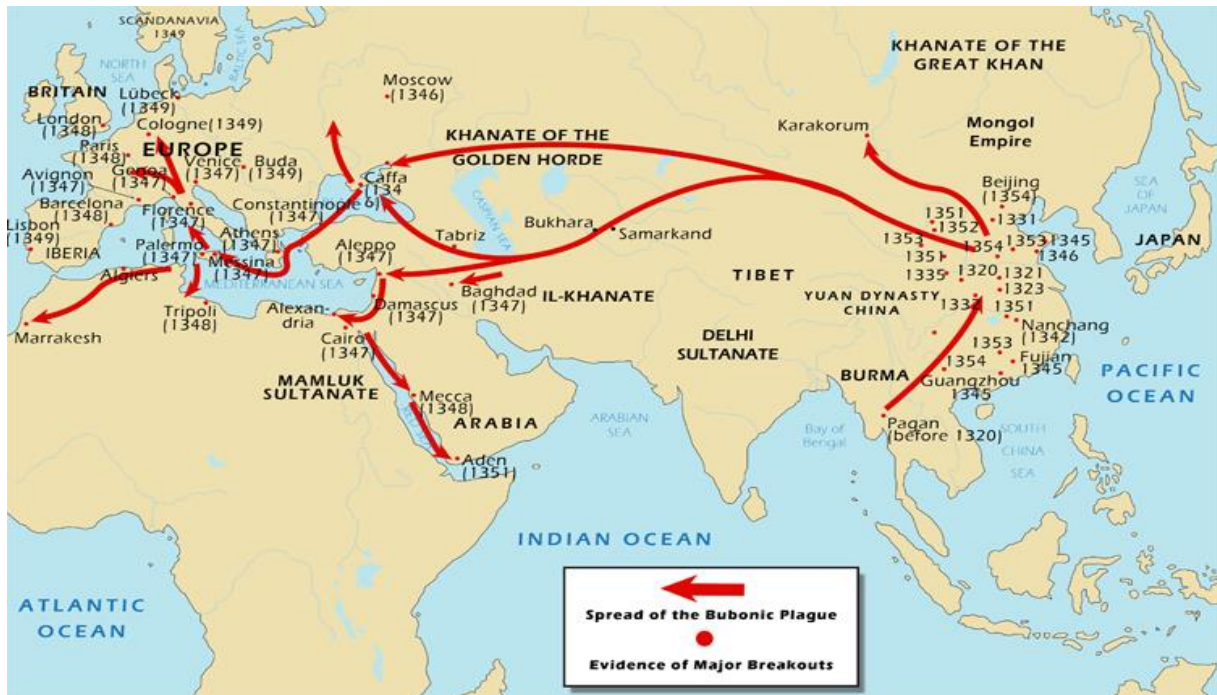 SCANDANAVIA
1349
NORTH
SEA
BALTIC SEA
BRITAIN
Lübeck
(1349)
London
(1348)
Cologne(1349)
Paris
(1348)
EUROPE
Genoa
(1347)
Venice
(1347)
Buda
(1349)
Avignon
(1347)
Barcelona
(1348)
Florence
(1347)
Constantinople
(1347)
Lisbon
(1349)
IBERIA
Palermo
(1347)
Athens
(1347)
Messina
(1347)
Algiers
MEDITERRANEAN SEA
Tripoli
(1348)
Marrakesh
Moscow
(1346)
KHANATE OF THE
GOLDEN HORDE
Caffa
(134
6)
CASPIAN SEA
Tabriz
Bukhara
Samarkand
Aleppo
(1347)
Baghdad
(1347)
IL-KHANATE
Damascus
(1347)
Alexan-
dria
Cairo
(1347)
MAMLUK
SULTANATE
RED SEA
Mecca
(1348)
ARABIA
Aden
(1351)
ARABIAN
SEA
KHANATE OF THE
GREAT KHAN
Karakorum
Mongol
Empire
Beijing
(1354)
SEA
OF
JAPAN
JAPAN
1351
1352
1331
1353
1351
1354
1353
1345
1346
1335
1320
1321
1323
TIBET
YUAN DYNASTY
CHINA
1332
1351
Nanchang
(1342)
DELHI
SULTANATE
1353
1354
Fujian
1345
BURMA
Guangzhou
1345
Pagan
(before 1320)
Bay of
Bengal
SOUTH
CHINA
SEA
PACIFIC
OCEAN
INDIAN OCEAN
ATLANTIC
OCEAN
Spread of the Bubonic Plague
Evidence of Major Breakouts